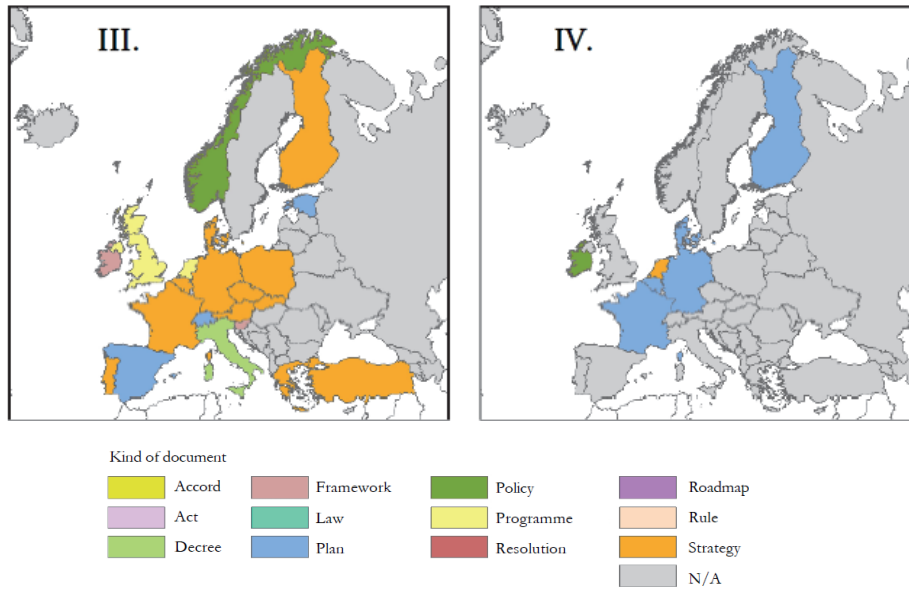 III.
IV.
Kind of document
Accord
Framework
Policy
Roadmap
Act
Law
Programme
Rule
Decree
Plan
Resolution
Strategy
N/A